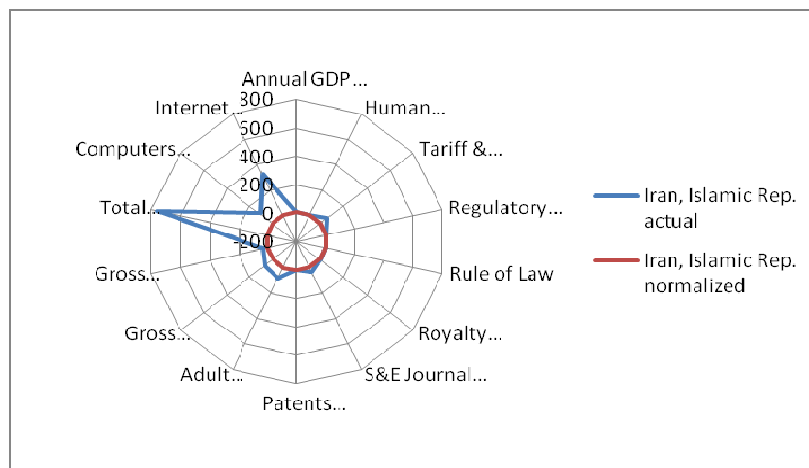 Annual GDP...
800
Internet...
Human...
600
Computers...
Tariff &...
400
Total...
200
Regulatory...
0
-200
Gross...
Rule of Law
Gross...
Royalty...
Adult...
S&E Journal...
Patents...
Iran, Islamic Rep.
actual
Iran, Islamic Rep.
normalized